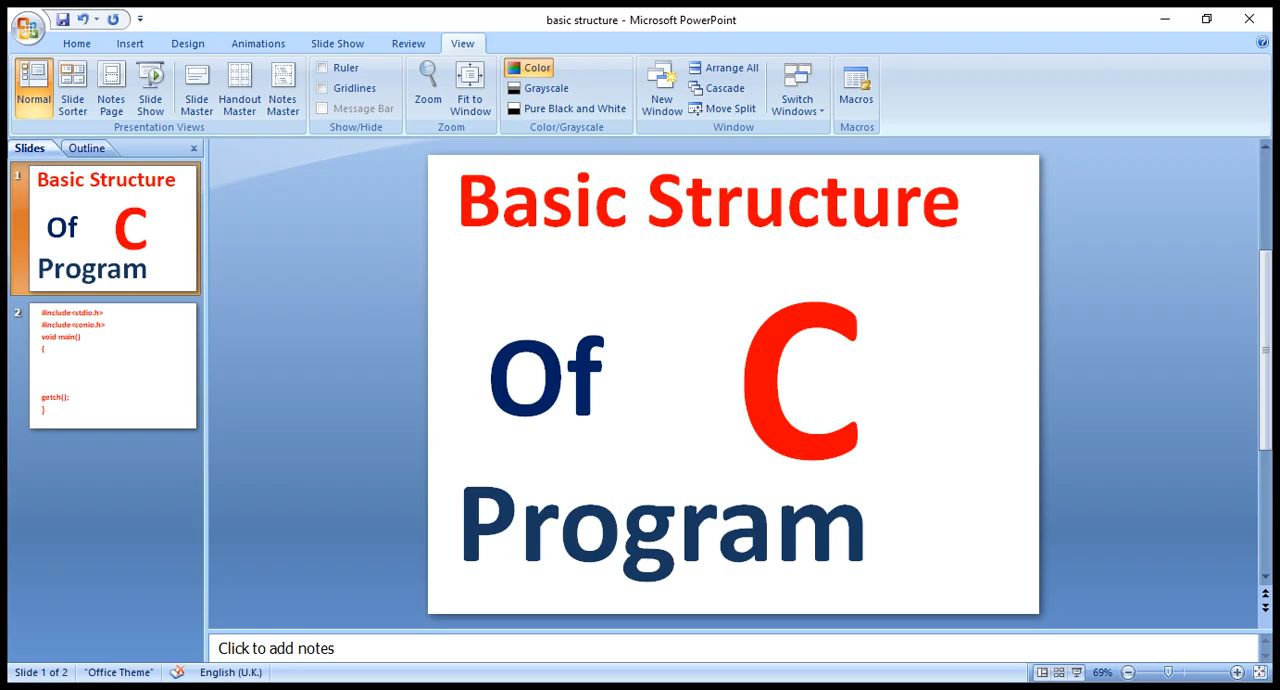 basic structure - Microsoft PowerPoint
Home Insert Design Animations Slide Show Review View
Normal Slide Sorter Notes Page Slide Show Slide Master Handout Master Notes Master
Presentation Views
Ruler
Gridlines
Message Bar
Show/Hide
Zoom Fit to Window
Zoom
Color
Grayscale
Pure Black and White
Color/Grayscale
New Window
Arrange All
Cascade
Move Split
Switch Windows
Window
Macros
Macros
Slides Outline x
1
Basic Structure
Of C
Program
2
#include<stdio.h>
#include<conio.h>
void main()
{
getch();
}
Basic Structure
Of C
Program
Click to add notes
Slide 1 of 2 "Office Theme" English (U.K.) 69%